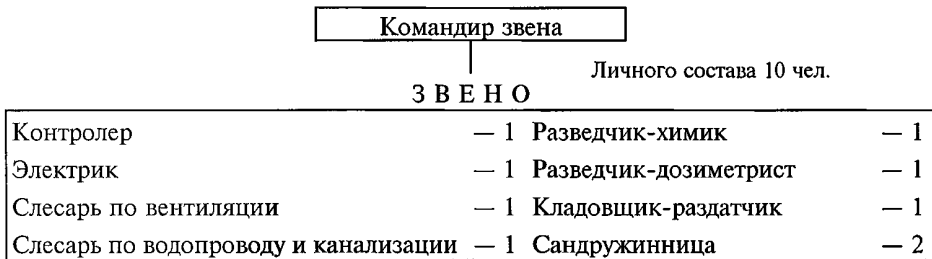 Командир звена
Личного состава 10 чел.
ЗВЕНО
Контролер — 1 Разведчик-химик — 1
Электрик — 1 Разведчик-дозиметрист — 1
Слесарь по вентиляции — 1 Кладовщик-раздатчик — 1
Слесарь по водопроводу и канализации — 1 Сандружинница — 2